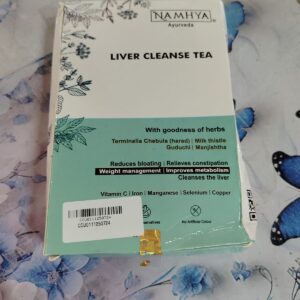 NAMHYA
Ayurveda
LIVER CLEANSE TEA
With goodness of herbs
Terminalia Chebula (harad) | Milk thistle
Guduchi | Manjishtha
Reduces bloating | Relieves constipation
Weight management | Improves metabolism
Cleanses the liver
Vitamin C | Iron | Manganese | Selenium | Copper
No Artificial Colour